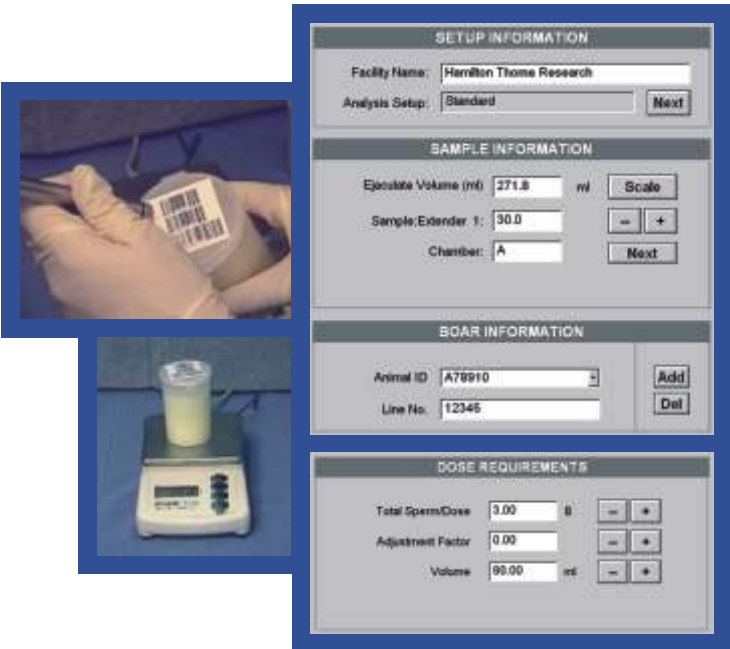 SETUP INFORMATION
Facility Name: Hamilton Thorne Research
Analysis Setup: Standard Next
SAMPLE INFORMATION
Ejaculate Volume (ml) 271.8 ml Scale
Sample:Extender 1: 30.0 - +
Chamber: A Next
BOAR INFORMATION
Animal ID A78910 Add
Line No. 12345 Del
DOSE REQUIREMENTS
Total Sperm/Dose 3.00 B - +
Adjustment Factor 0.00 - +
Volume 80.00 ml - +